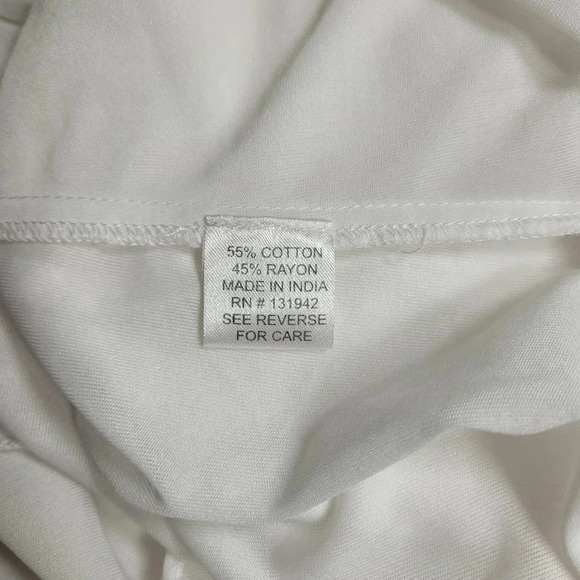 55% COTTON
45% RAYON
MADE IN INDIA
RN # 131942
SEE REVERSE
FOR CARE